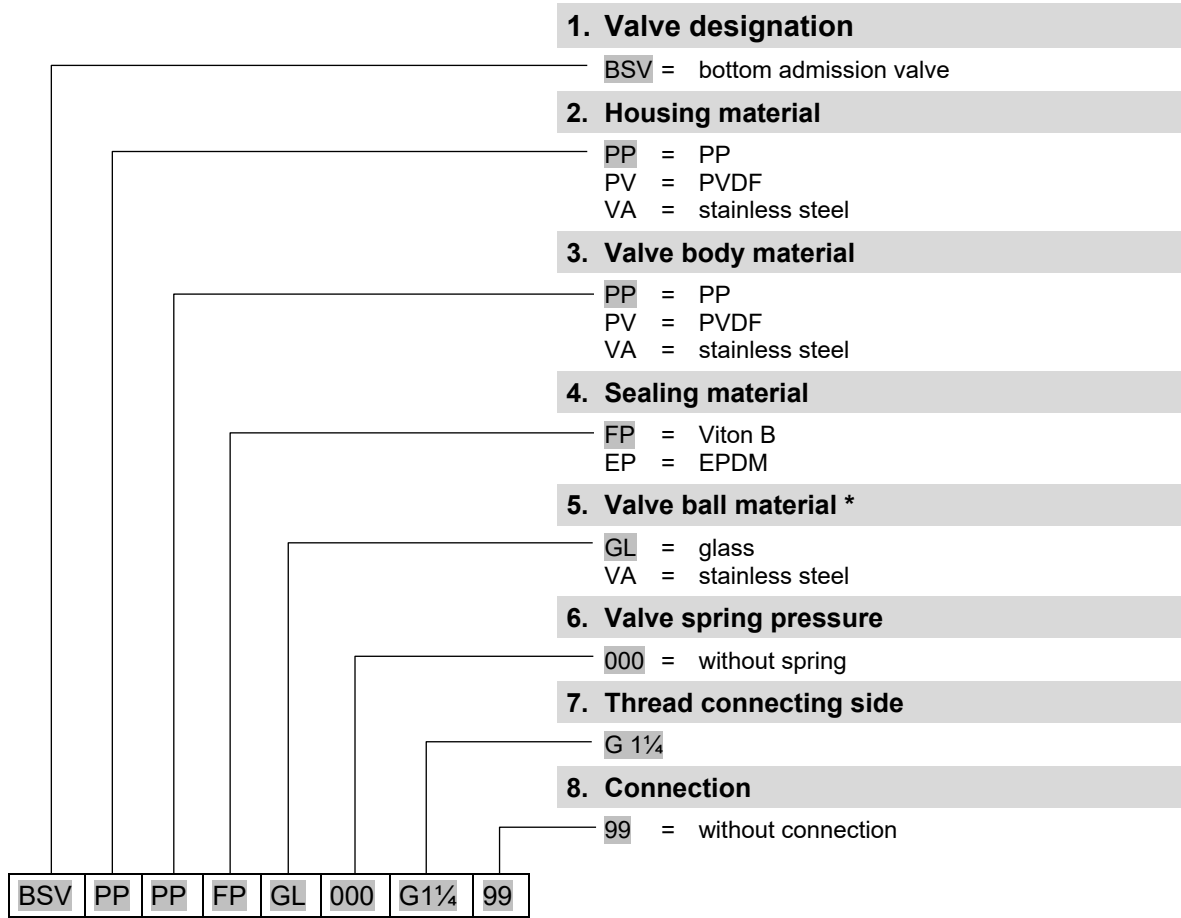 1. Valve designation
BSV = bottom admission valve
2. Housing material
PP = PP
PV = PVDF
VA = stainless steel
3. Valve body material
PP = PP
PV = PVDF
VA = stainless steel
4. Sealing material
FP = Viton B
EP = EPDM
5. Valve ball material *
GL = glass
VA = stainless steel
6. Valve spring pressure
000 = without spring
7. Thread connecting side
G 1¼
8. Connection
99 = without connection
BSV PP PP FP GL 000 G1¼ 99